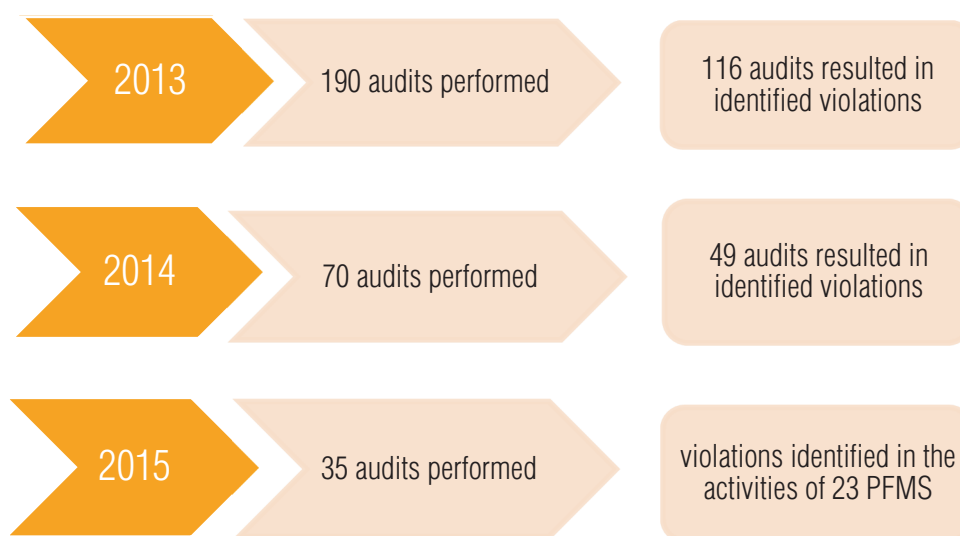 2013
190 audits performed
116 audits resulted in
identified violations
2014
70 audits performed
49 audits resulted in
identified violations
2015
35 audits performed
violations identified in the
activities of 23 PFMS